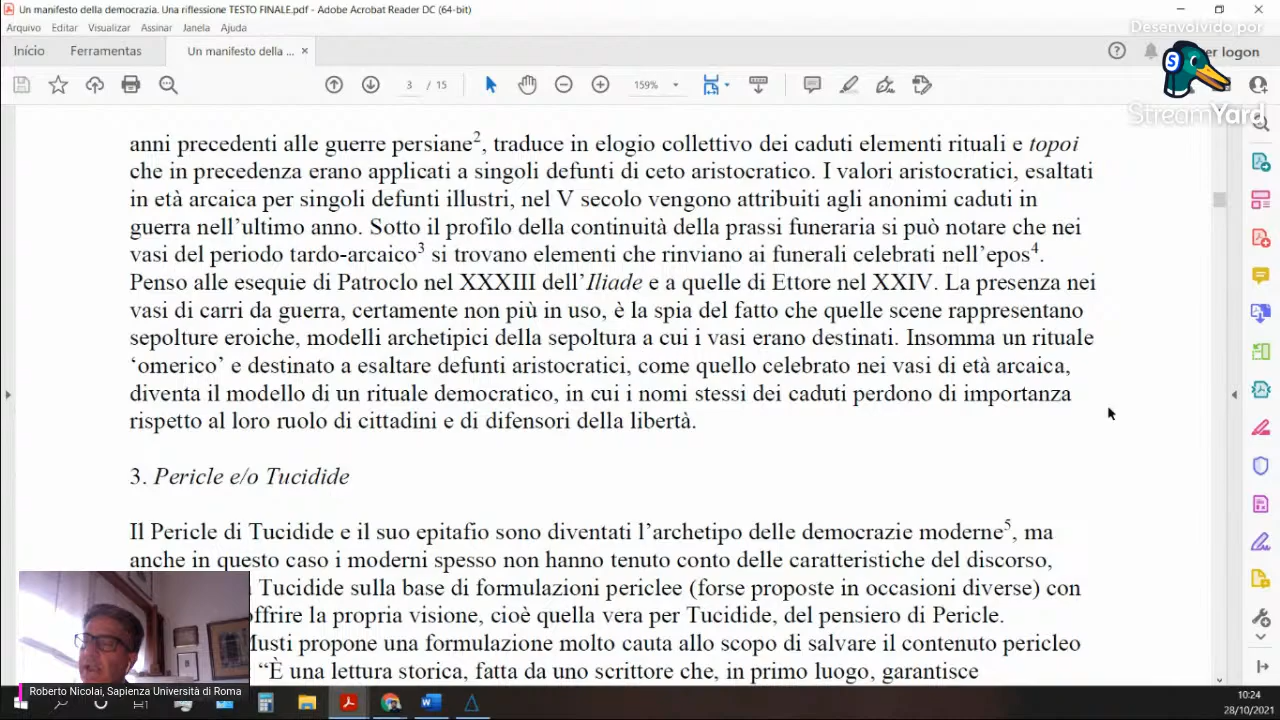 Un manifesto della democrazia. Una riflessione TESTO FINALE.pdf - Adobe Acrobat Reader DC (64-bit)
Arquivo Editar Visualizar Assinar Janela Ajuda
Desenvolvido por
StreamYard
Início Ferramentas Un manifesto della ... × logon
3 / 15 159%
anni precedenti alle guerre persiane2, traduce in elogio collettivo dei caduti elementi rituali e topoi
che in precedenza erano applicati a singoli defunti di ceto aristocratico. I valori aristocratici, esaltati
in età arcaica per singoli defunti illustri, nel V secolo vengono attribuiti agli anonimi caduti in
guerra nell’ultimo anno. Sotto il profilo della continuità della prassi funeraria si può notare che nei
vasi del periodo tardo-arcaico3 si trovano elementi che rinviano ai funerali celebrati nell’epos4.
Penso alle esequie di Patroclo nel XXXIII dell’Iliade e a quelle di Ettore nel XXIV. La presenza nei
vasi di carri da guerra, certamente non più in uso, è la spia del fatto che quelle scene rappresentano
sepolture eroiche, modelli archetipici della sepoltura a cui i vasi erano destinati. Insomma un rituale
‘omerico’ e destinato a esaltare defunti aristocratici, come quello celebrato nei vasi di età arcaica,
diventa il modello di un rituale democratico, in cui i nomi stessi dei caduti perdono di importanza
rispetto al loro ruolo di cittadini e di difensori della libertà.
3. Pericle e/o Tucidide
Il Pericle di Tucidide e il suo epitafio sono diventati l’archetipo delle democrazie moderne5, ma
anche in questo caso i moderni spesso non hanno tenuto conto delle caratteristiche del discorso,
Tucidide sulla base di formulazioni periclee (forse proposte in occasioni diverse) con
offrire la propria visione, cioè quella vera per Tucidide, del pensiero di Pericle.
Musti propone una formulazione molto cauta allo scopo di salvare il contenuto pericleo
“È una lettura storica, fatta da uno scrittore che, in primo luogo, garantisce
Roberto Nicolai, Sapienza Università di Roma
10:24
28/10/2021